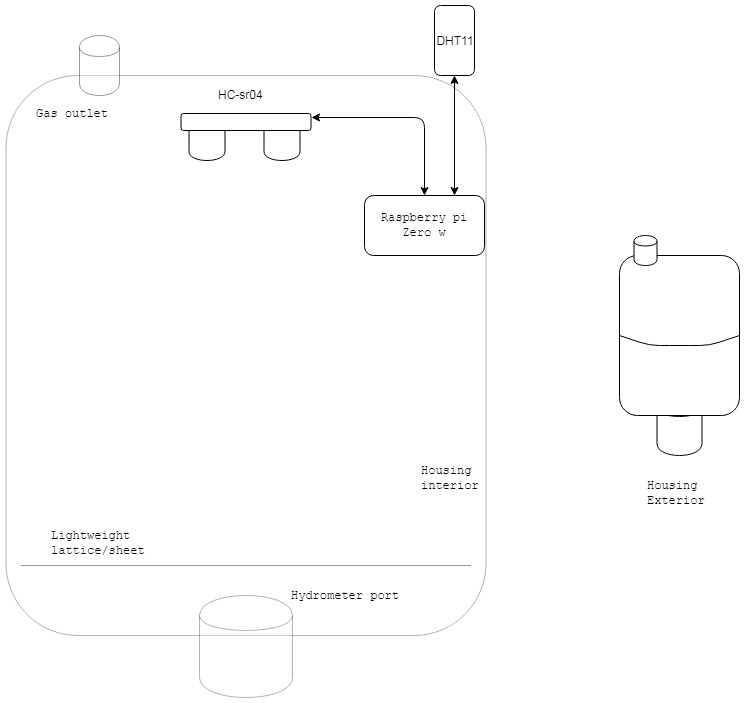 DHT11
HC-sr04
Gas outlet
Raspberry pi
Zero w
Housing
interior
Housing
Exterior
Lightweight
lattice/sheet
Hydrometer port